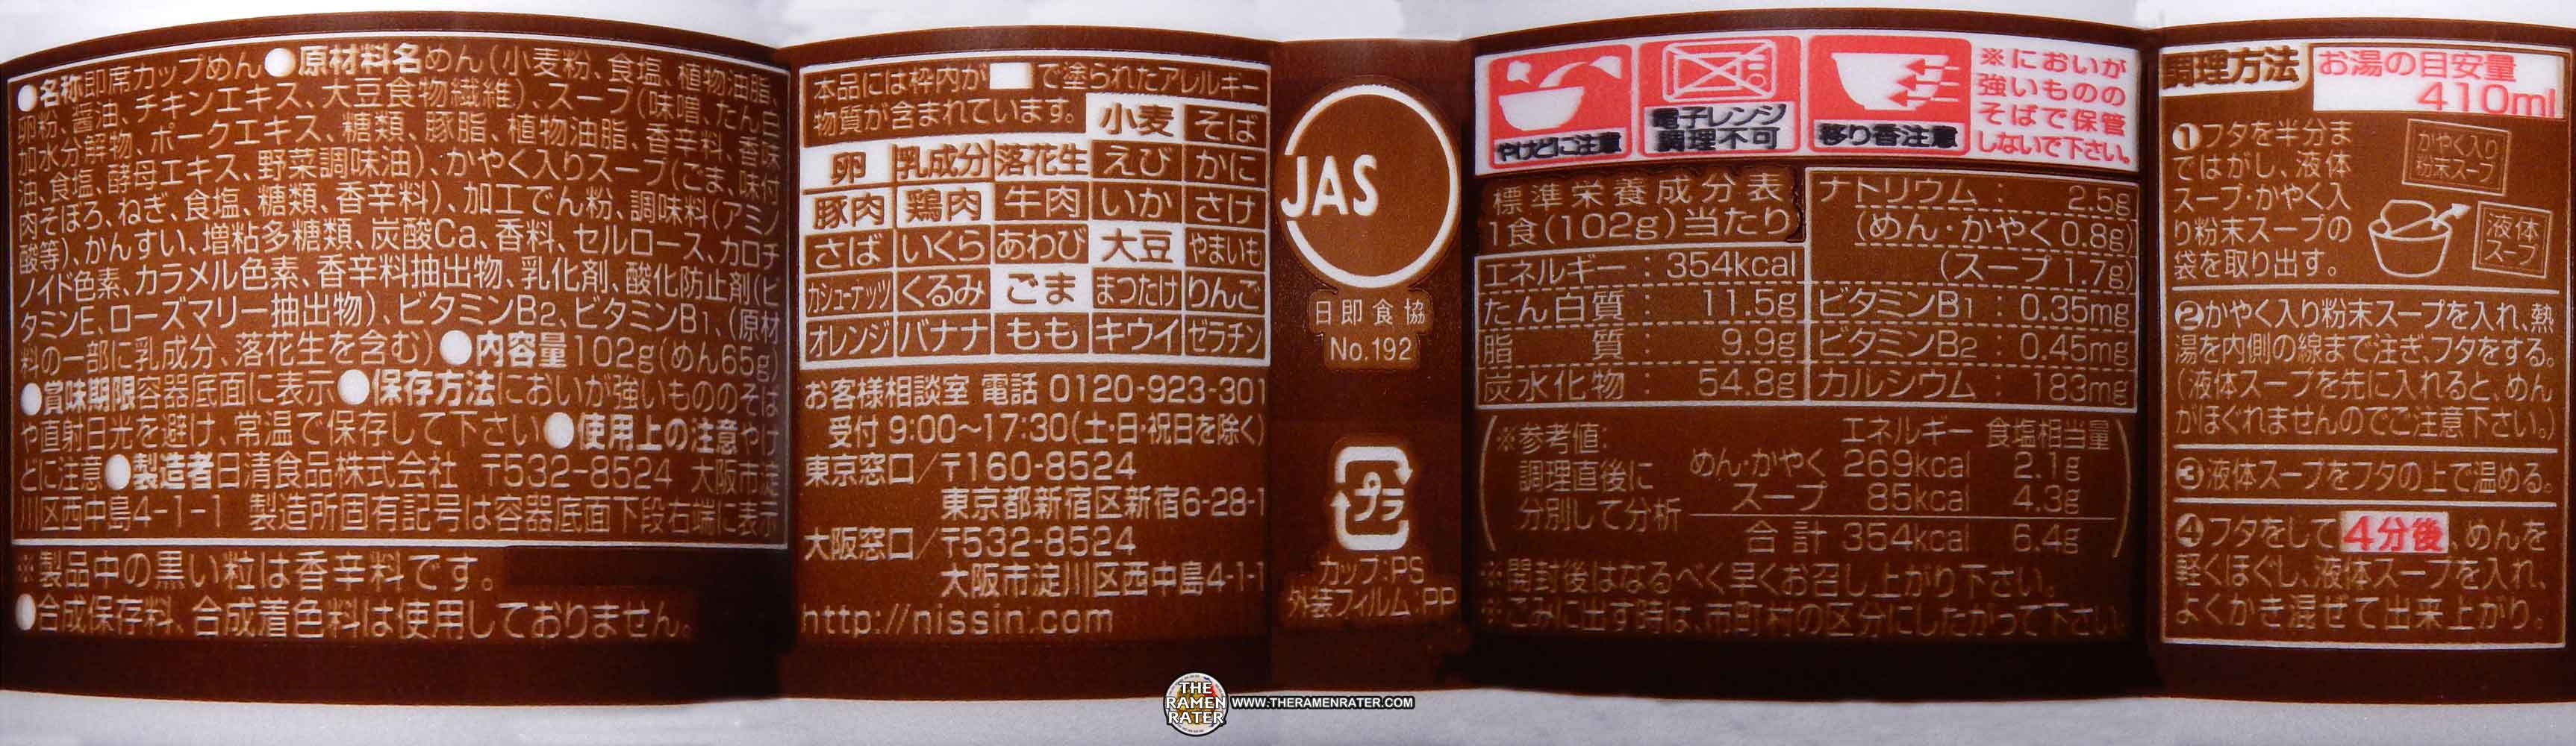 ●名称即席カップめん●原材料名めん(小麦粉、食塩、植物油脂、
卵粉、醤油、チキンエキス、大豆食物繊維)、スープ(味噌、たん白
加水分解物、ポークエキス、糖類、豚脂、植物油脂、香辛料、香味
油、食塩、酵母エキス、野菜調味油)、かやく入りスープ(ごま、味付
肉そぼろ、ねぎ、食塩、糖類、香辛料)、加工でん粉、調味料(アミノ
酸等)、かんすい、増粘多糖類、炭酸Ca、香料、セルロース、カロチ
ノイド色素、カラメル色素、香辛料抽出物、乳化剤、酸化防止剤(ビ
タミンE、ローズマリー抽出物)、ビタミンB2、ビタミンB1、(原材
料の一部に乳成分、落花生を含む)●内容量102g(めん65g)
●賞味期限容器底面に表示●保存方法においが強いもののそば
や直射日光を避け、常温で保存して下さい●使用上の注意やけ
どに注意●製造者日清食品株式会社 〒532-8524 大阪市淀
川区西中島4-1-1 製造所固有記号は容器底面下段右端に表示
※製品中の黒い粒は香辛料です。
●合成保存料、合成着色料は使用しておりません。
本品には枠内が　で塗られたアレルギー
物質が含まれています。 小麦 そば
卵 乳成分 落花生 えび かに
豚肉 鶏肉 牛肉 いか さけ
さば いくら あわび 大豆 やまいも
カシューナッツ くるみ ごま まつたけ りんご
オレンジ バナナ もも キウイ ゼラチン
お客様相談室 電話 0120-923-301
受付 9:00〜17:30(土・日・祝日を除く)
東京窓口/〒160-8524
東京都新宿区新宿6-28-1
大阪窓口/〒532-8524
大阪市淀川区西中島4-1-1
http://nissin.com
JAS
日即食協
No.192
プラ
カップ:PS
外装フィルム:PP
やけどに注意
電子レンジ
調理不可
移り香注意
※においが
強いものの
そばで保管
しないで下さい。
標準栄養成分表
1食(102g)当たり
エネルギー : 354kcal
たん白質 : 11.5g
脂質 : 9.9g
炭水化物 : 54.8g
ナトリウム : 2.5g
(めん・かやく0.8g)
(スープ1.7g)
ビタミンB1 : 0.35mg
ビタミンB2 : 0.45mg
カルシウム : 183mg
※参考値:
調理直後に
分別して分析
エネルギー 食塩相当量
めん・かやく 269kcal 2.1g
スープ 85kcal 4.3g
合計 354kcal 6.4g
※開封後はなるべく早くお召し上がり下さい。
※ごみに出す時は、市町村の区分にしたがって下さい。
調理方法
お湯の目安量
410ml
①フタを半分ま
ではがし、液体
スープ・かやく入
り粉末スープの
袋を取り出す。
かやく入り
粉末スープ
液体
スープ
②かやく入り粉末スープを入れ、熱
湯を内側の線まで注ぎ、フタをする。
(液体スープを先に入れると、めん
がほぐれませんのでご注意下さい。)
③液体スープをフタの上で温める。
④フタをして4分後、めんを
軽くほぐし、液体スープを入れ、
よくかき混ぜて出来上がり。
THE
RAMEN
RATER
WWW.THERAMENRATER.COM